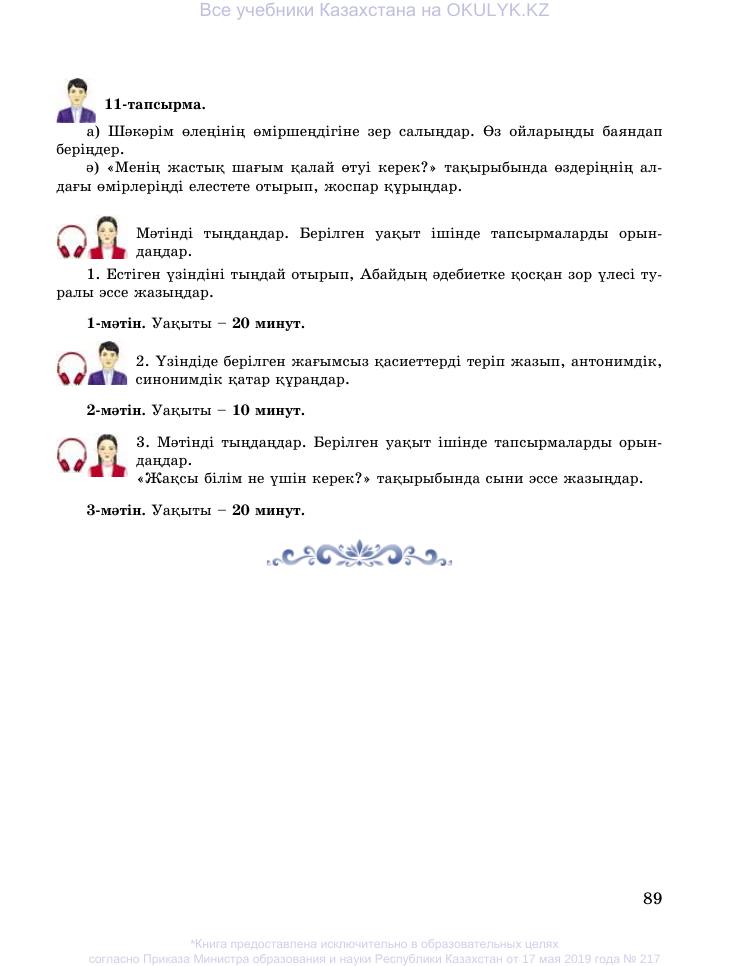 Все учебники Казахстана на OKULYK.KZ
11-тапсырма.
а) Шәкәрім өлеңінің өміршеңдігіне зер салыңдар. Өз ойларыңды баяндап
беріңдер.
ә) «Менің жастық шағым қалай өтуі керек?» тақырыбында өздеріңнің ал-
дағы өмірлеріңді елестете отырып, жоспар құрыңдар.
Мәтінді тыңдаңдар. Берілген уақыт ішінде тапсырмаларды орын-
даңдар.
1. Естіген үзіндіні тыңдай отырып, Абайдың әдебиетке қосқан зор үлесі ту-
ралы эссе жазыңдар.
1-мәтін. Уақыты – 20 минут.
2. Үзіндіде берілген жағымсыз қасиеттерді теріп жазып, антонимдік,
синонимдік қатар құраңдар.
2-мәтін. Уақыты – 10 минут.
3. Мәтінді тыңдаңдар. Берілген уақыт ішінде тапсырмаларды орын-
даңдар.
«Жақсы білім не үшін керек?» тақырыбында сыни эссе жазыңдар.
3-мәтін. Уақыты – 20 минут.
89
*Книга предоставлена исключительно в образовательных целях
согласно Приказа Министра образования и науки Республики Казахстан от 17 мая 2019 года № 217